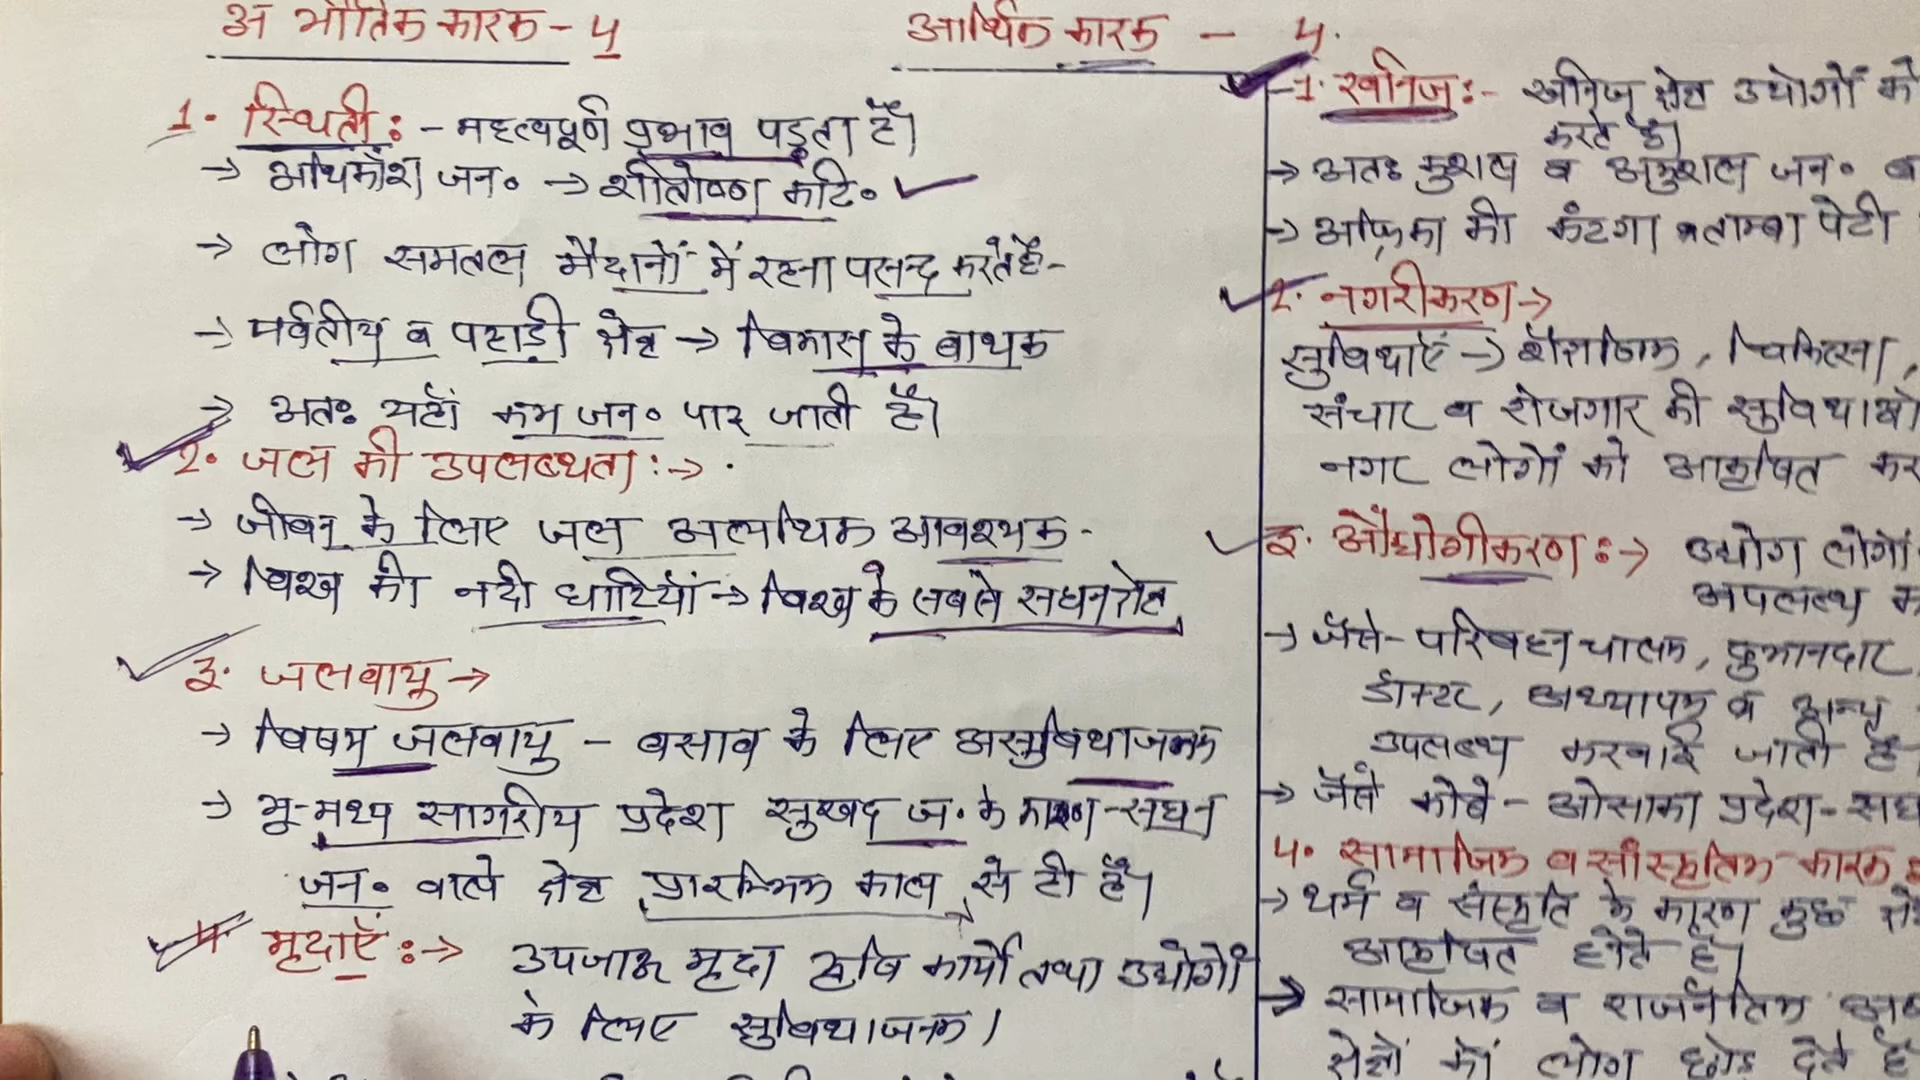 अ भौतिक कारक - 4
1. स्थिती : - महत्वपूर्ण प्रभाव पड़ता है।
→ अधिकाँश जन० → शीतोष्ण कटि०
→ लोग समतल मैदानों में रहना पसन्द करते हैं-
→ पर्वतीय व पहाड़ी क्षेत्र → विकास के बाधक
→ अतः यहाँ कम जन० पाई जाती है।
2. जल की उपलब्धता : → .
→ जीवन के लिए जल अत्यधिक आवश्यक -
→ विश्व की नदी घाटियाँ → विश्व के सबसे सघन क्षेत्र
3. जलवायु →
→ विषम जलवायु - बसाव के लिए असुविधाजनक
→ भू-मध्य सागरीय प्रदेश सुखद ज. के कारण - सघन
जन० वाले क्षेत्र प्रारम्भिक काल से ही हैं।
4 मृदाएँ : → उपजाऊ मृदा कृषि कार्यों तथा उद्योगों
के लिए सुविधाजनक।
आर्थिक कारक - 4.
1. खनिज :- खनिज क्षेत्र उद्योगों को
करते है।
→ अतः कुशल व अकुशल जन०
→ अफ्रिका की कटंगा ताम्बा पेटी
2. नगरीकरण →
सुविधाएँ → शैक्षणिक, चिकित्सा,
संचार व रोजगार की सुविधाओं
नगर लोगों को आकृषित कर
3. औद्योगीकरण : → उद्योग लोगों
→ जैसे- परिवहन चालक, दुकानदार
डॉक्टर, अध्यापक व अन्य
उपलब्ध करवाई जाती है
→ जैसे कोबे - ओसाका प्रदेश -
4. सामाजिक व साँस्कृतिक कारक
→ धर्म व संस्कृति के कारण कुछ
आकृषित होते हैं।
→ सामाजिक व राजनैतिक
क्षेत्रों को लोग छोड़ देते हैं